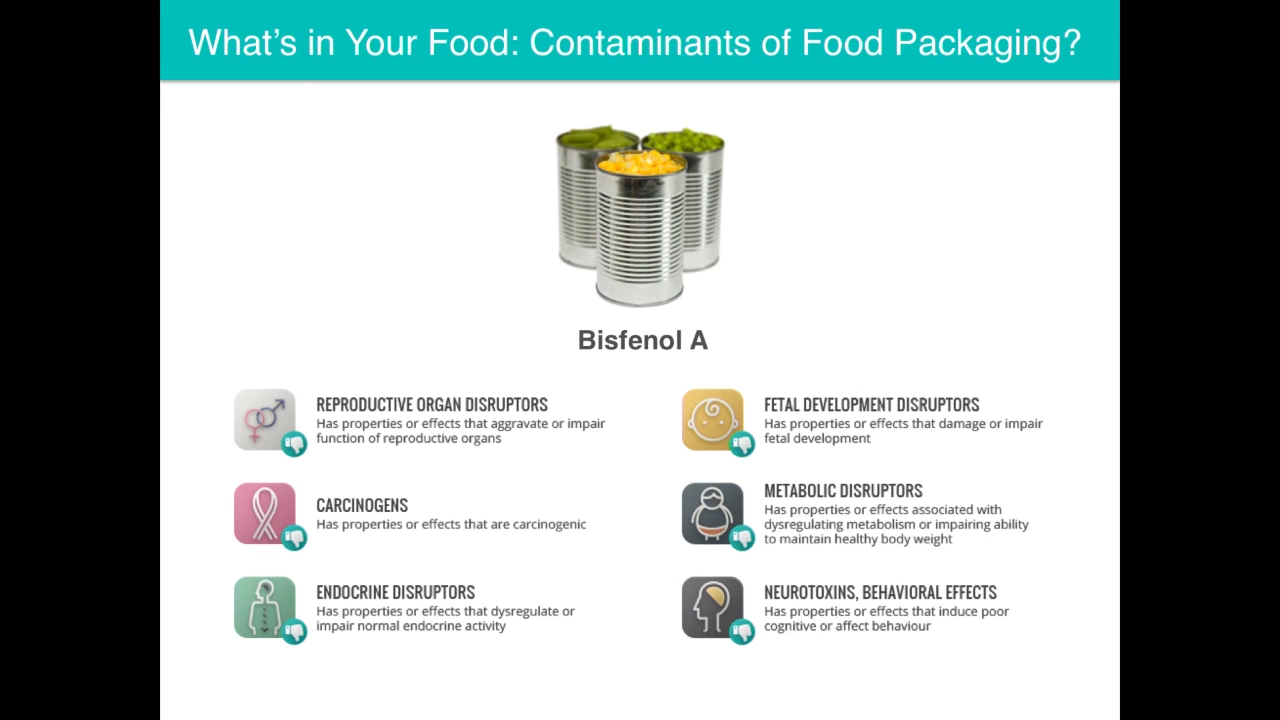 What's in Your Food: Contaminants of Food Packaging?
Bisfenol A
REPRODUCTIVE ORGAN DISRUPTORS
Has properties or effects that aggravate or impair
function of reproductive organs
CARCINOGENS
Has properties or effects that are carcinogenic
ENDOCRINE DISRUPTORS
Has properties or effects that dysregulate or
impair normal endocrine activity
FETAL DEVELOPMENT DISRUPTORS
Has properties or effects that damage or impair
fetal development
METABOLIC DISRUPTORS
Has properties or effects associated with
dysregulating metabolism or impairing ability
to maintain healthy body weight
NEUROTOXINS, BEHAVIORAL EFFECTS
Has properties or effects that induce poor
cognitive or affect behaviour